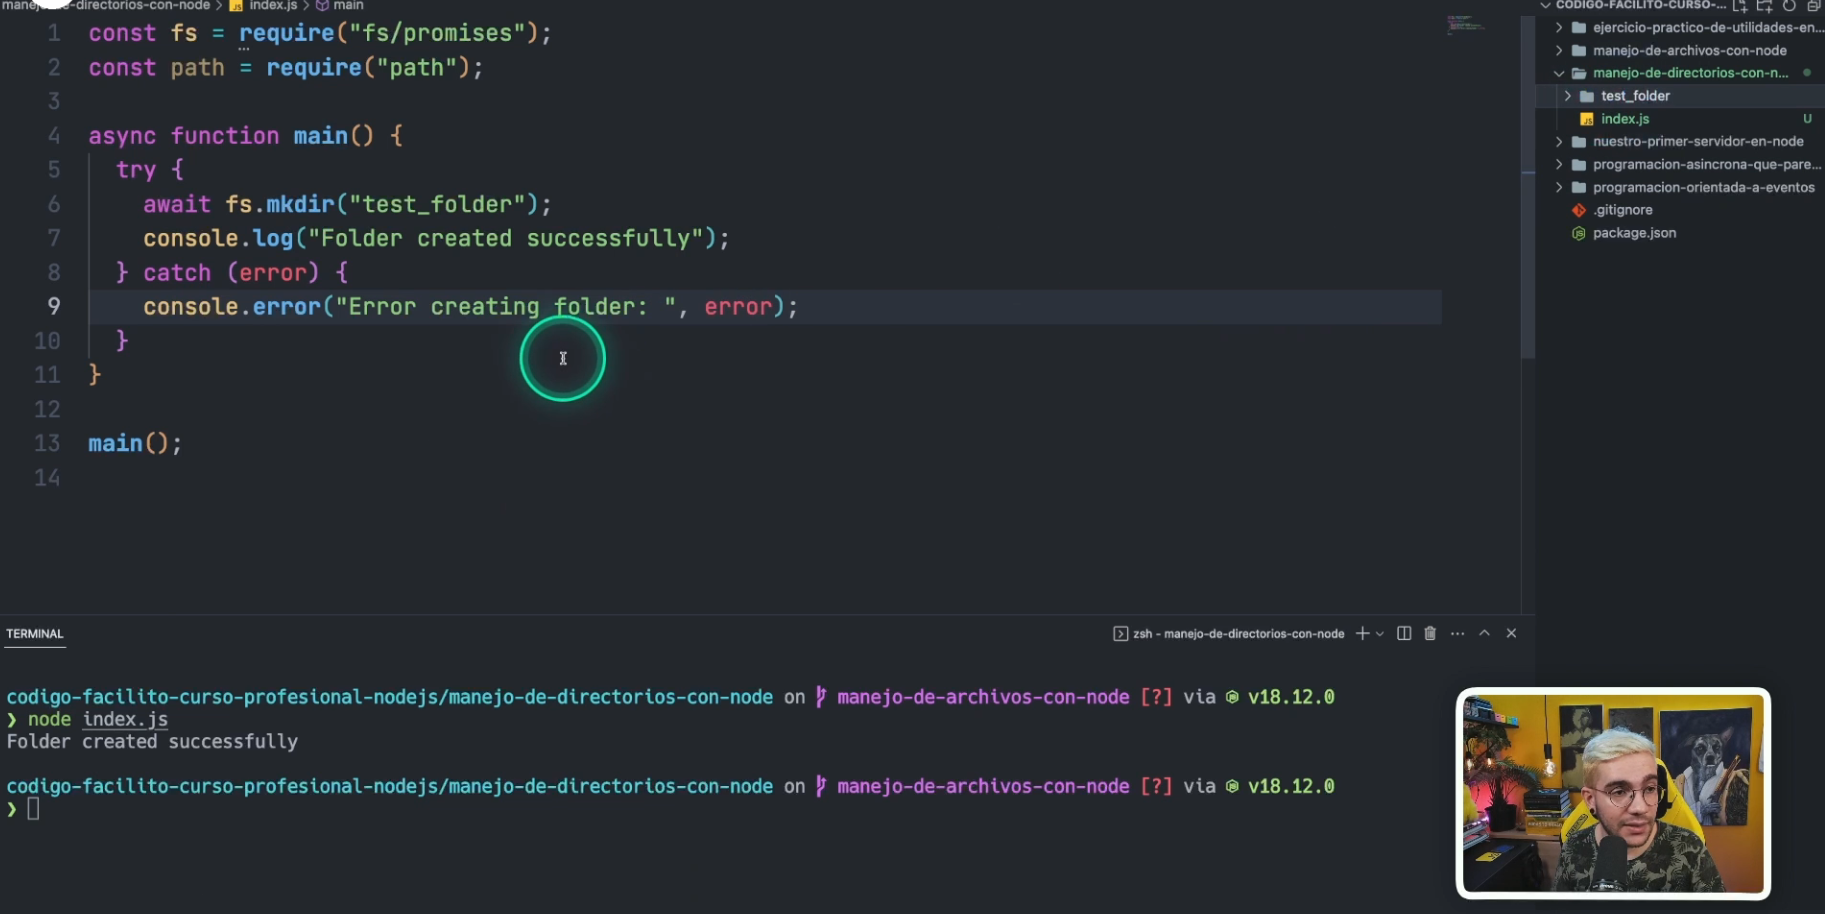 manejo-de-directorios-con-node > index.js > main
1 const fs = require("fs/promises");
2 const path = require("path");
3
4 async function main() {
5 try {
6 await fs.mkdir("test_folder");
7 console.log("Folder created successfully");
8 } catch (error) {
9 console.error("Error creating folder: ", error);
10 }
11 }
12
13 main();
14
CODIGO-FACILITO-CURSO-...
ejercicio-practico-de-utilidades-en...
manejo-de-archivos-con-node
manejo-de-directorios-con-n...
test_folder
index.js U
nuestro-primer-servidor-en-node
programacion-asincrona-que-pare...
programacion-orientada-a-eventos
.gitignore
package.json
TERMINAL
zsh - manejo-de-directorios-con-node
codigo-facilito-curso-profesional-nodejs/manejo-de-directorios-con-node on manejo-de-archivos-con-node [?] via v18.12.0
❯ node index.js
Folder created successfully
codigo-facilito-curso-profesional-nodejs/manejo-de-directorios-con-node on manejo-de-archivos-con-node [?] via v18.12.0
❯